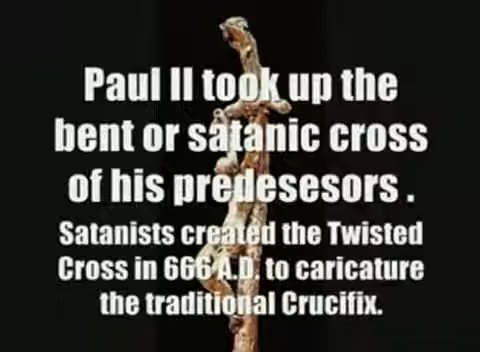 Paul II took up the
bent or satanic cross
of his predesesors .
Satanists created the Twisted
Cross in 666 A.D. to caricature
the traditional Crucifix.